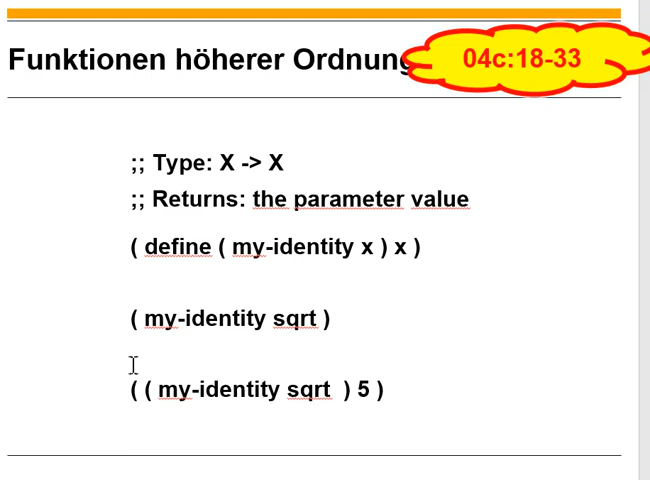 Funktionen höherer Ordnung
04c:18-33
;; Type: X -> X
;; Returns: the parameter value
( define ( my-identity x ) x )
( my-identity sqrt )
( ( my-identity sqrt ) 5 )